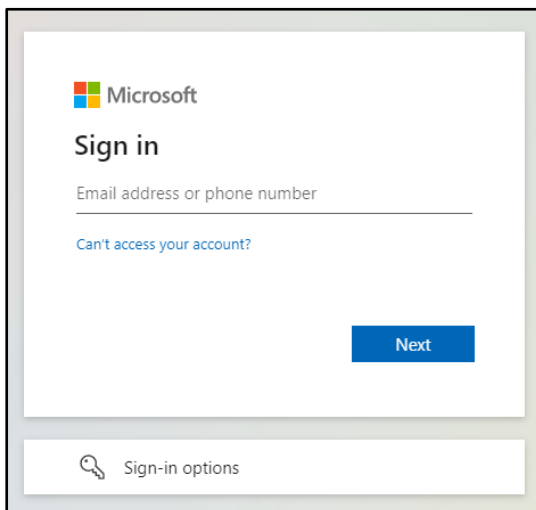 Microsoft
Sign in
Email address or phone number
Can't access your account?
Next
Sign-in options